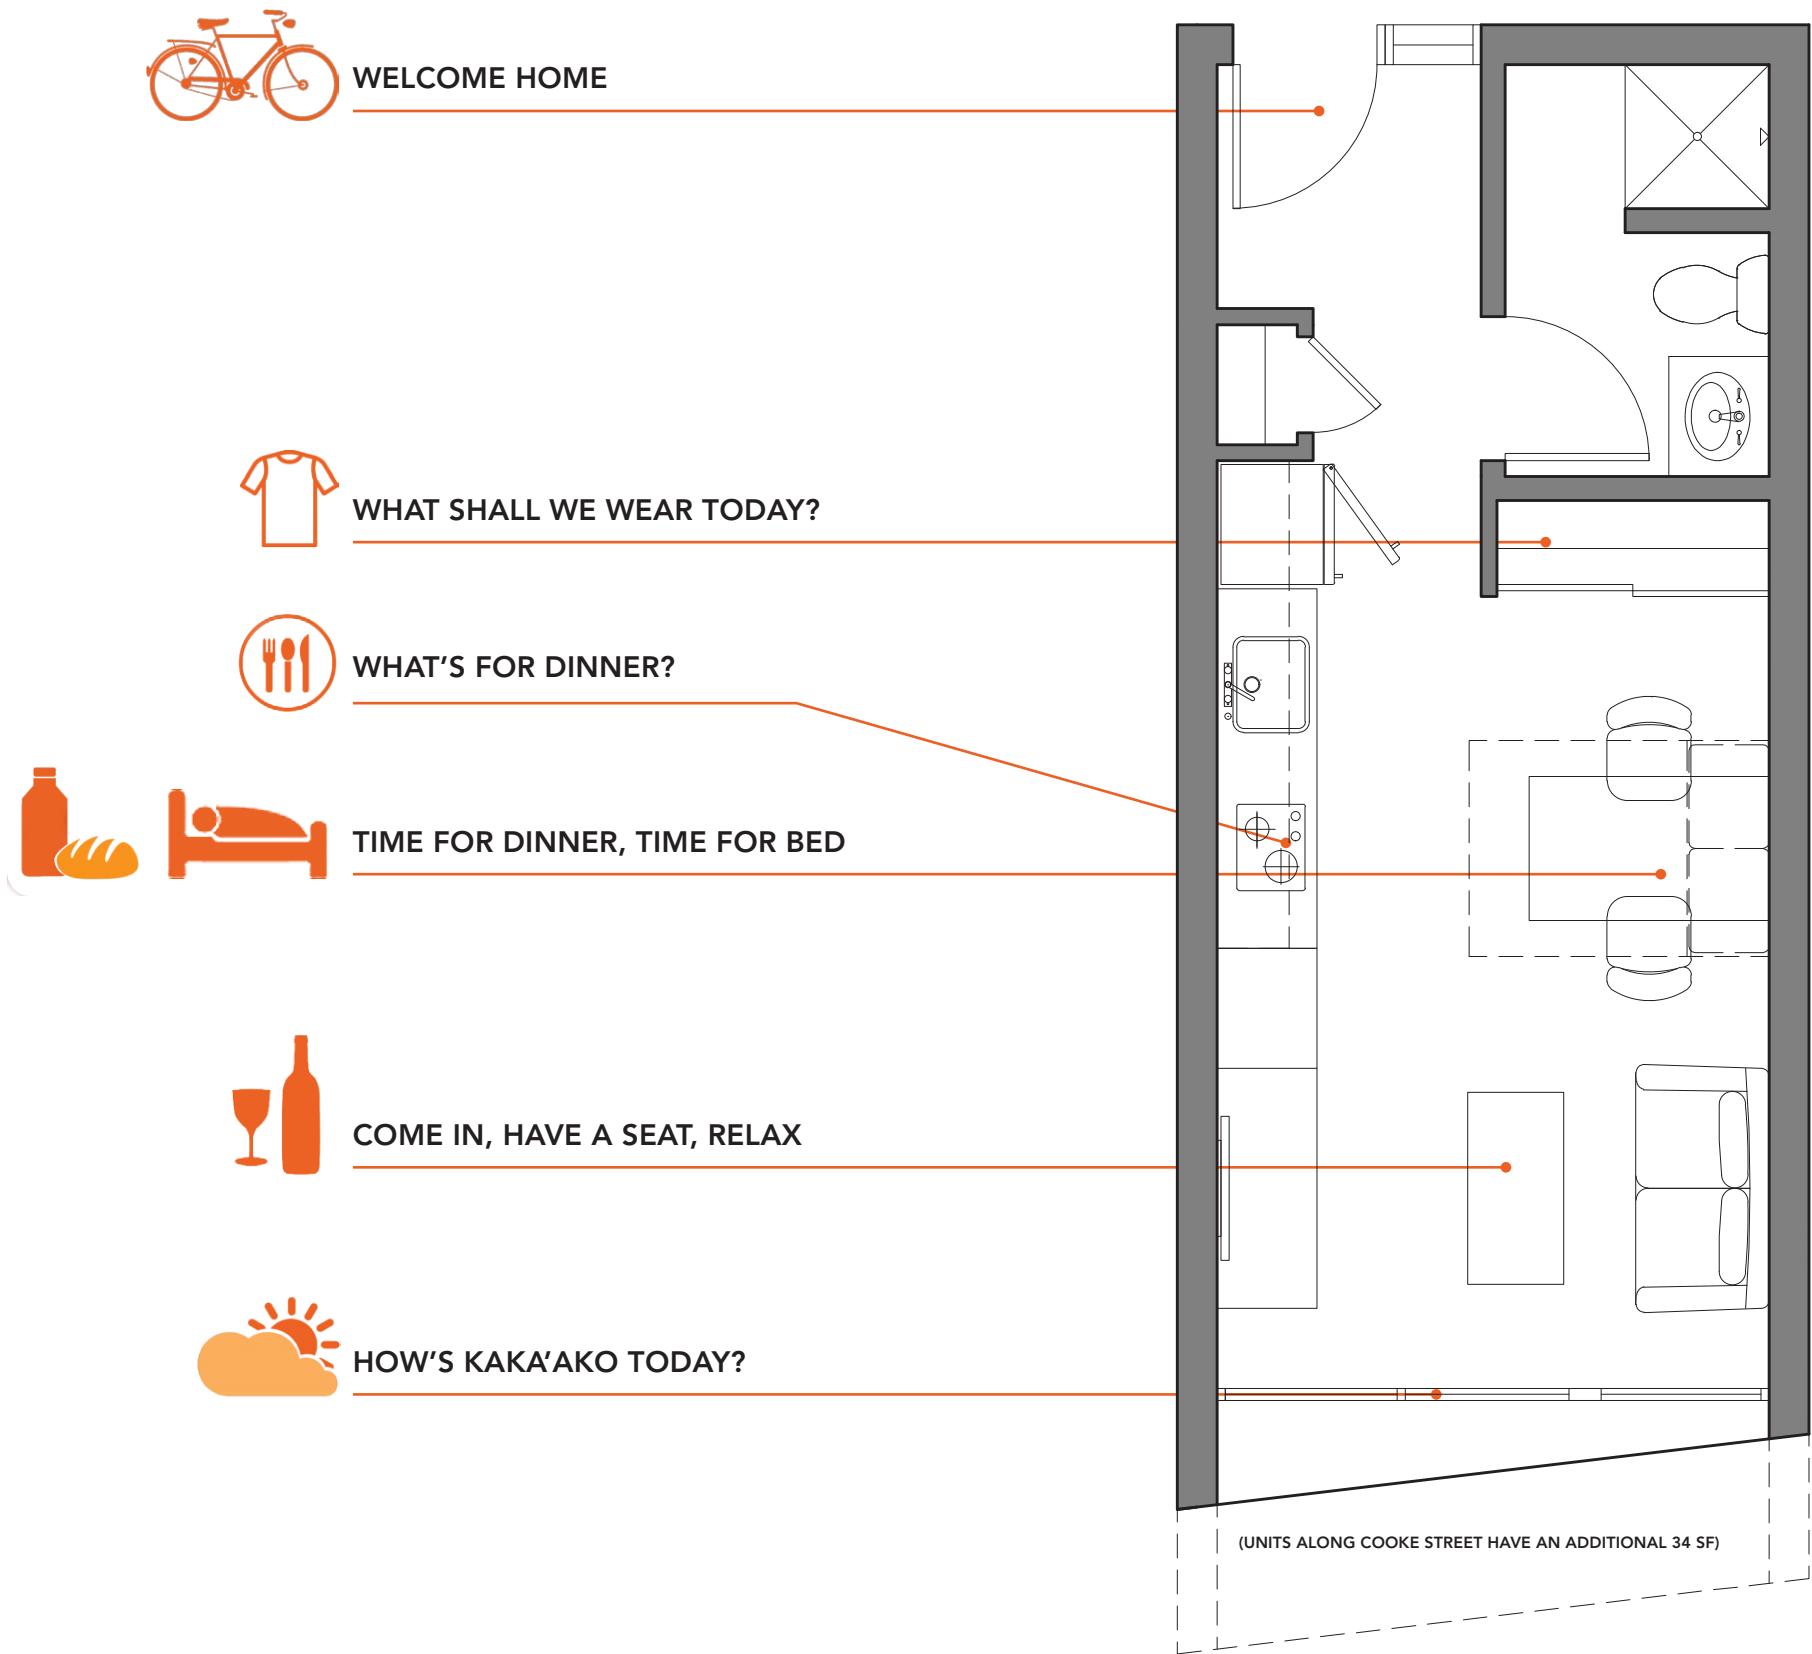 WELCOME HOME
WHAT SHALL WE WEAR TODAY?
WHAT’S FOR DINNER?
TIME FOR DINNER, TIME FOR BED
COME IN, HAVE A SEAT, RELAX
HOW’S KAKA’AKO TODAY?
(UNITS ALONG COOKE STREET HAVE AN ADDITIONAL 34 SF)